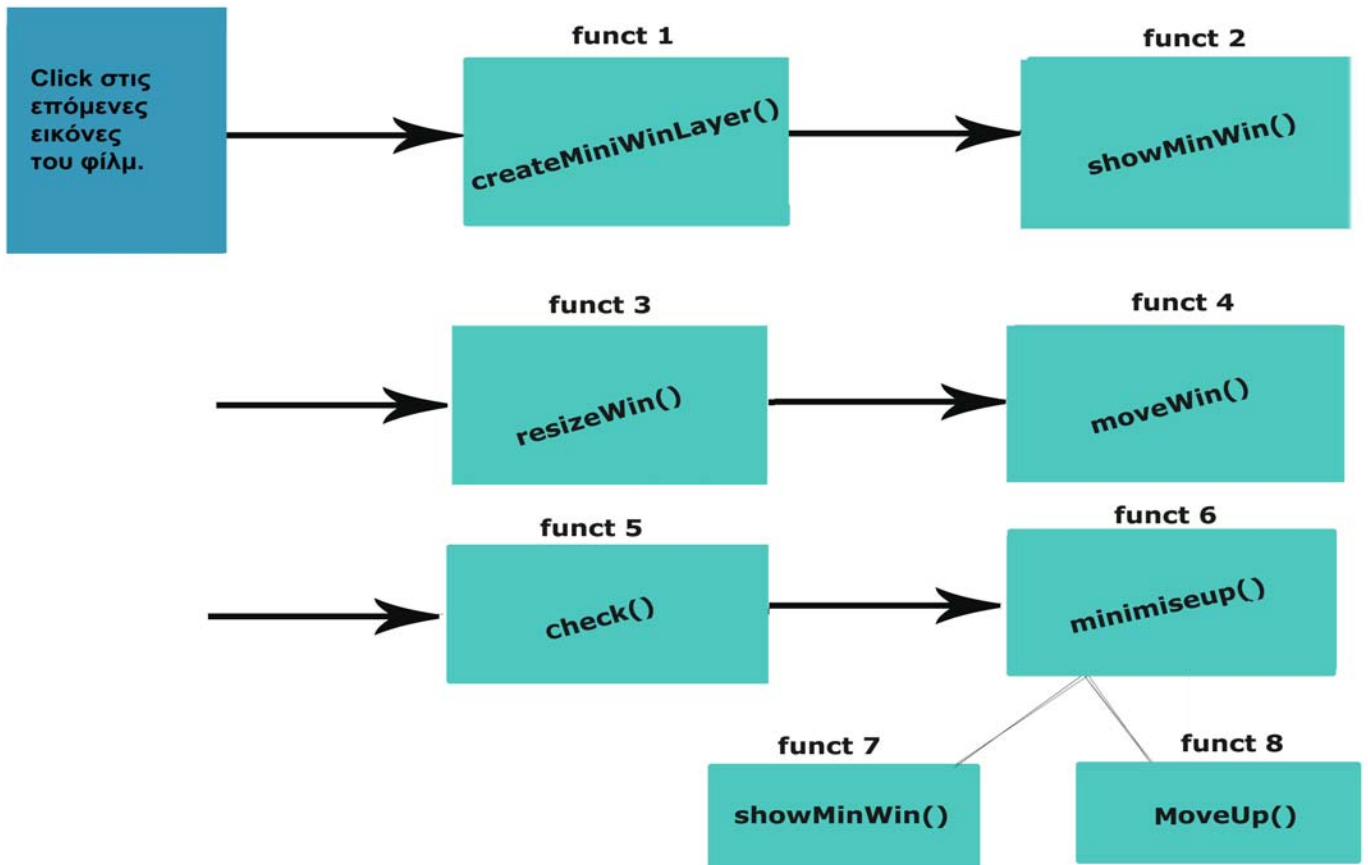 Click στις
επόμενες
εικόνες
του φίλμ.
funct 1
createMiniWinLayer()
funct 2
showMinWin()
funct 3
resizeWin()
funct 4
moveWin()
funct 5
check()
funct 6
minimiseup()
funct 7
showMinWin()
funct 8
MoveUp()